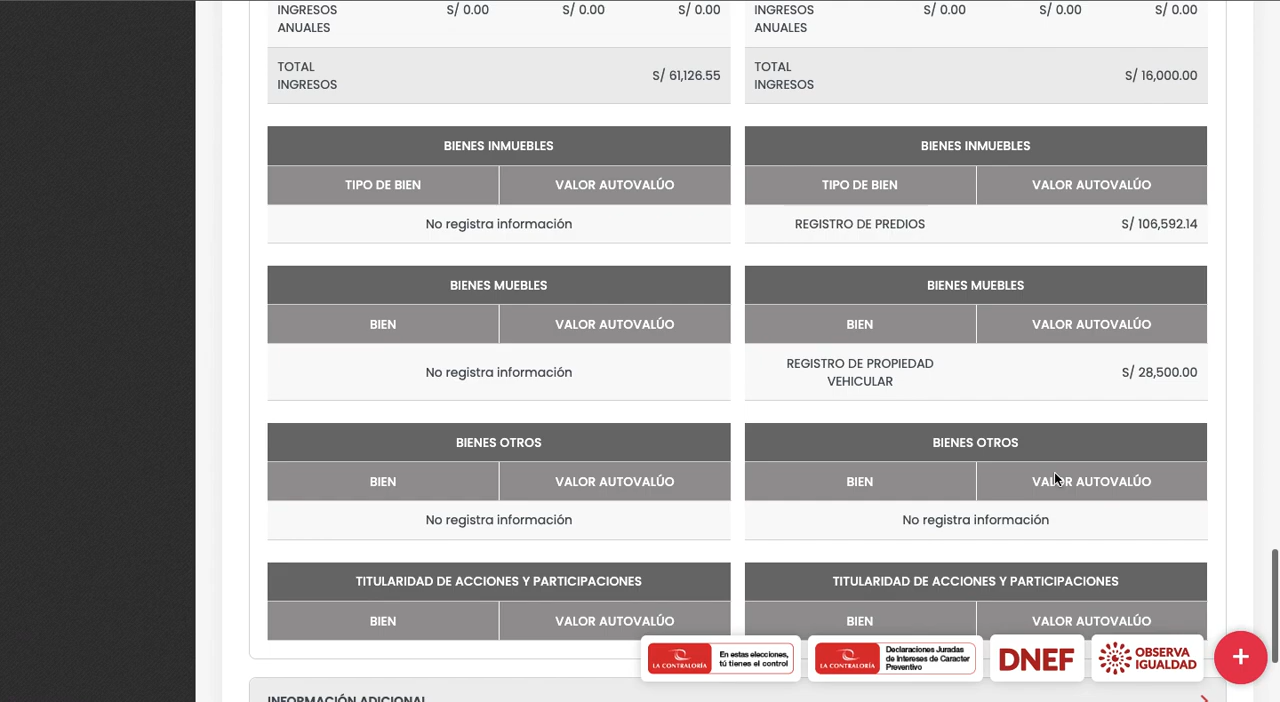 INGRESOS
ANUALES
S/ 0.00 S/ 0.00 S/ 0.00
TOTAL
INGRESOS
S/ 61,126.55
BIENES INMUEBLES
TIPO DE BIEN VALOR AUTOVALÚO
No registra información
BIENES MUEBLES
BIEN VALOR AUTOVALÚO
No registra información
BIENES OTROS
BIEN VALOR AUTOVALÚO
No registra información
TITULARIDAD DE ACCIONES Y PARTICIPACIONES
BIEN VALOR AUTOVALÚO
INGRESOS
ANUALES
S/ 0.00 S/ 0.00 S/ 0.00
TOTAL
INGRESOS
S/ 16,000.00
BIENES INMUEBLES
TIPO DE BIEN VALOR AUTOVALÚO
REGISTRO DE PREDIOS S/ 106,592.14
BIENES MUEBLES
BIEN VALOR AUTOVALÚO
REGISTRO DE PROPIEDAD
VEHICULAR
S/ 28,500.00
BIENES OTROS
BIEN VALOR AUTOVALÚO
No registra información
TITULARIDAD DE ACCIONES Y PARTICIPACIONES
BIEN VALOR AUTOVALÚO
LA CONTRALORÍA
En estas elecciones,
tú tienes el control
LA CONTRALORÍA
Declaraciones Juradas
de Intereses de Caracter
Preventivo
DNEF
OBSERVA
IGUALDAD
+
INFORMACIÓN ADICIONAL